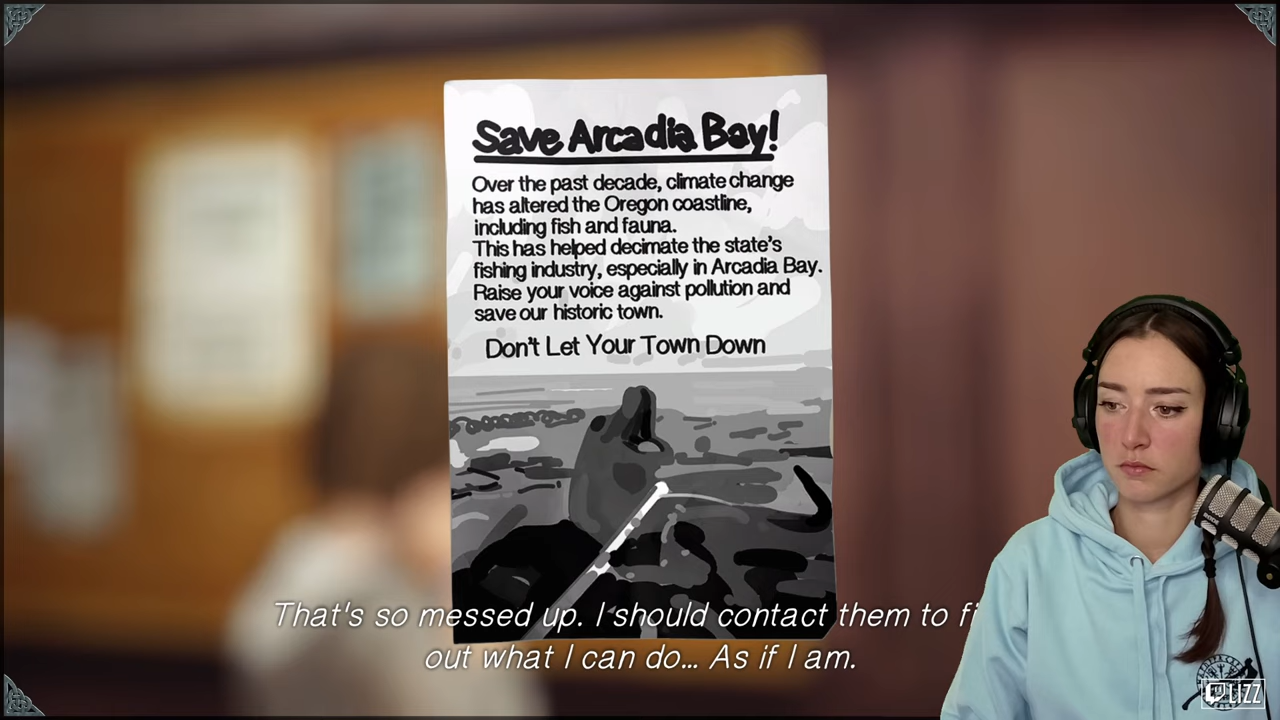 Save Arcadia Bay!
Over the past decade, climate change
has altered the Oregon coastline,
including fish and fauna.
This has helped decimate the state's
fishing industry, especially in Arcadia Bay.
Raise your voice against pollution and
save our historic town.
Don't Let Your Town Down
That's so messed up. I should contact them to fi
out what I can do... As if I am.
LIZZ